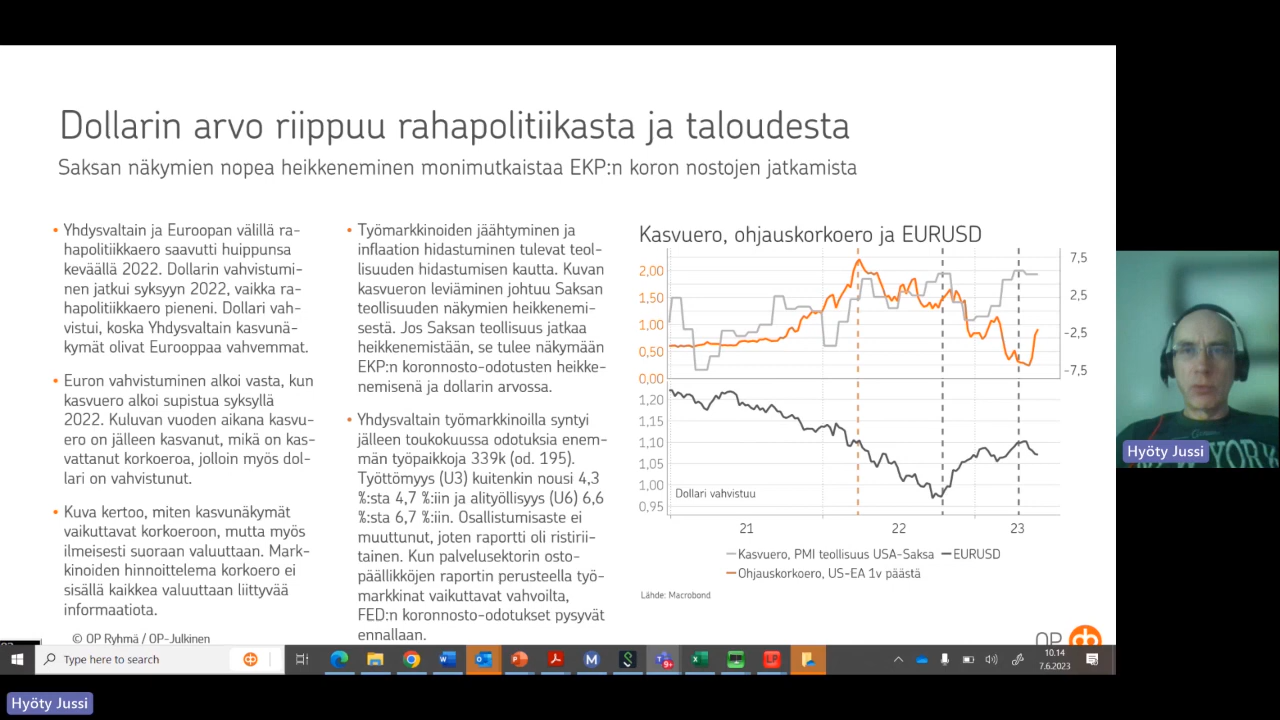 Dollarin arvo riippuu rahapolitiikasta ja taloudesta
Saksan näkymien nopea heikkeneminen monimutkaistaa EKP:n koron nostojen jatkamista
• Yhdysvaltain ja Euroopan välillä ra-
hapolitiikkaero saavutti huippunsa
keväällä 2022. Dollarin vahvistumi-
nen jatkui syksyyn 2022, vaikka ra-
hapolitiikkaero pieneni. Dollari vah-
vistui, koska Yhdysvaltain kasvunä-
kymät olivat Eurooppaa vahvemmat.
• Euron vahvistuminen alkoi vasta, kun
kasvuero alkoi supistua syksyllä
2022. Kuluvan vuoden aikana kasvu-
ero on jälleen kasvanut, mikä on kas-
vattanut korkoeroa, jolloin myös dol-
lari on vahvistunut.
• Kuva kertoo, miten kasvunäkymät
vaikuttavat korkoeroon, mutta myös
ilmeisesti suoraan valuuttaan. Mark-
kinoiden hinnoittelema korkoero ei
sisällä kaikkea valuuttaan liittyvää
informaatiota.
• Työmarkkinoiden jäähtyminen ja
inflaation hidastuminen tulevat teol-
lisuuden hidastumisen kautta. Kuvan
kasvueron leviäminen johtuu Saksan
teollisuuden näkymien heikkenemi-
sestä. Jos Saksan teollisuus jatkaa
heikkenemistään, se tulee näkymään
EKP:n koronnosto-odotusten heikke-
nemisenä ja dollarin arvossa.
• Yhdysvaltain työmarkkinoilla syntyi
jälleen toukokuussa odotuksia enem-
män työpaikkoja 339k (od. 195).
Työttömyys (U3) kuitenkin nousi 4,3
%:sta 4,7 %:iin ja alityöllisyys (U6) 6,6
%:sta 6,7 %:iin. Osallistumisaste ei
muuttunut, joten raportti oli ristirii-
tainen. Kun palvelusektorin osto-
päällikköjen raportin perusteella työ-
markkinat vaikuttavat vahvoilta,
FED:n koronnosto-odotukset pysyvät
ennallaan.
Kasvuero, ohjauskorkoero ja EURUSD
2,00
1,50
1,00
0,50
0,00
7,5
2,5
-2,5
-7,5
1,20
1,15
1,10
1,05
1,00
0,95
Dollari vahvistuu
21 22 23
Kasvuero, PMI teollisuus USA-Saksa EURUSD
Ohjauskorkoero, US-EA 1v päästä
Lähde: Macrobond
© OP Ryhmä / OP-Julkinen
OP
Type here to search
10.14
7.6.2023
Hyöty Jussi
Hyöty Jussi